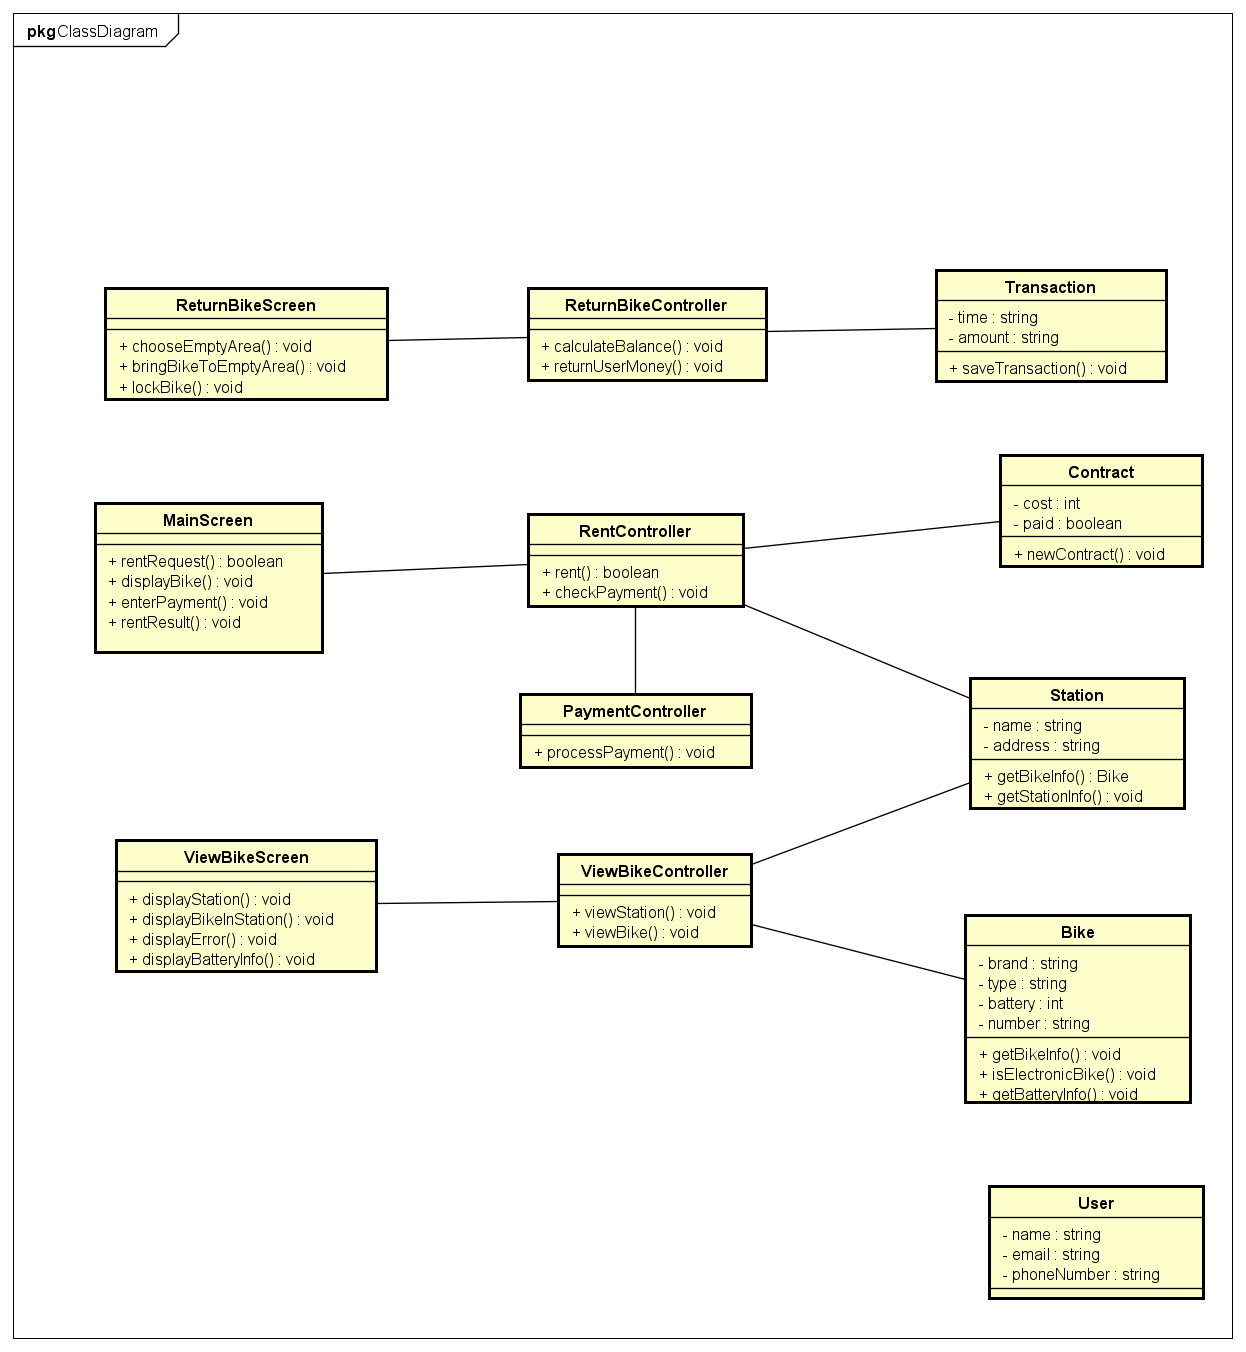 pkg ClassDiagram
ReturnBikeScreen
+ chooseEmptyArea() : void
+ bringBikeToEmptyArea() : void
+ lockBike() : void
ReturnBikeController
+ calculateBalance() : void
+ returnUserMoney() : void
Transaction
- time : string
- amount : string
+ saveTransaction() : void
MainScreen
+ rentRequest() : boolean
+ displayBike() : void
+ enterPayment() : void
+ rentResult() : void
RentController
+ rent() : boolean
+ checkPayment() : void
Contract
- cost : int
- paid : boolean
+ newContract() : void
PaymentController
+ processPayment() : void
Station
- name : string
- address : string
+ getBikeInfo() : Bike
+ getStationInfo() : void
ViewBikeScreen
+ displayStation() : void
+ displayBikeInStation() : void
+ displayError() : void
+ displayBatteryInfo() : void
ViewBikeController
+ viewStation() : void
+ viewBike() : void
Bike
- brand : string
- type : string
- battery : int
- number : string
+ getBikeInfo() : void
+ isElectronicBike() : void
+ getBatteryInfo() : void
User
- name : string
- email : string
- phoneNumber : string